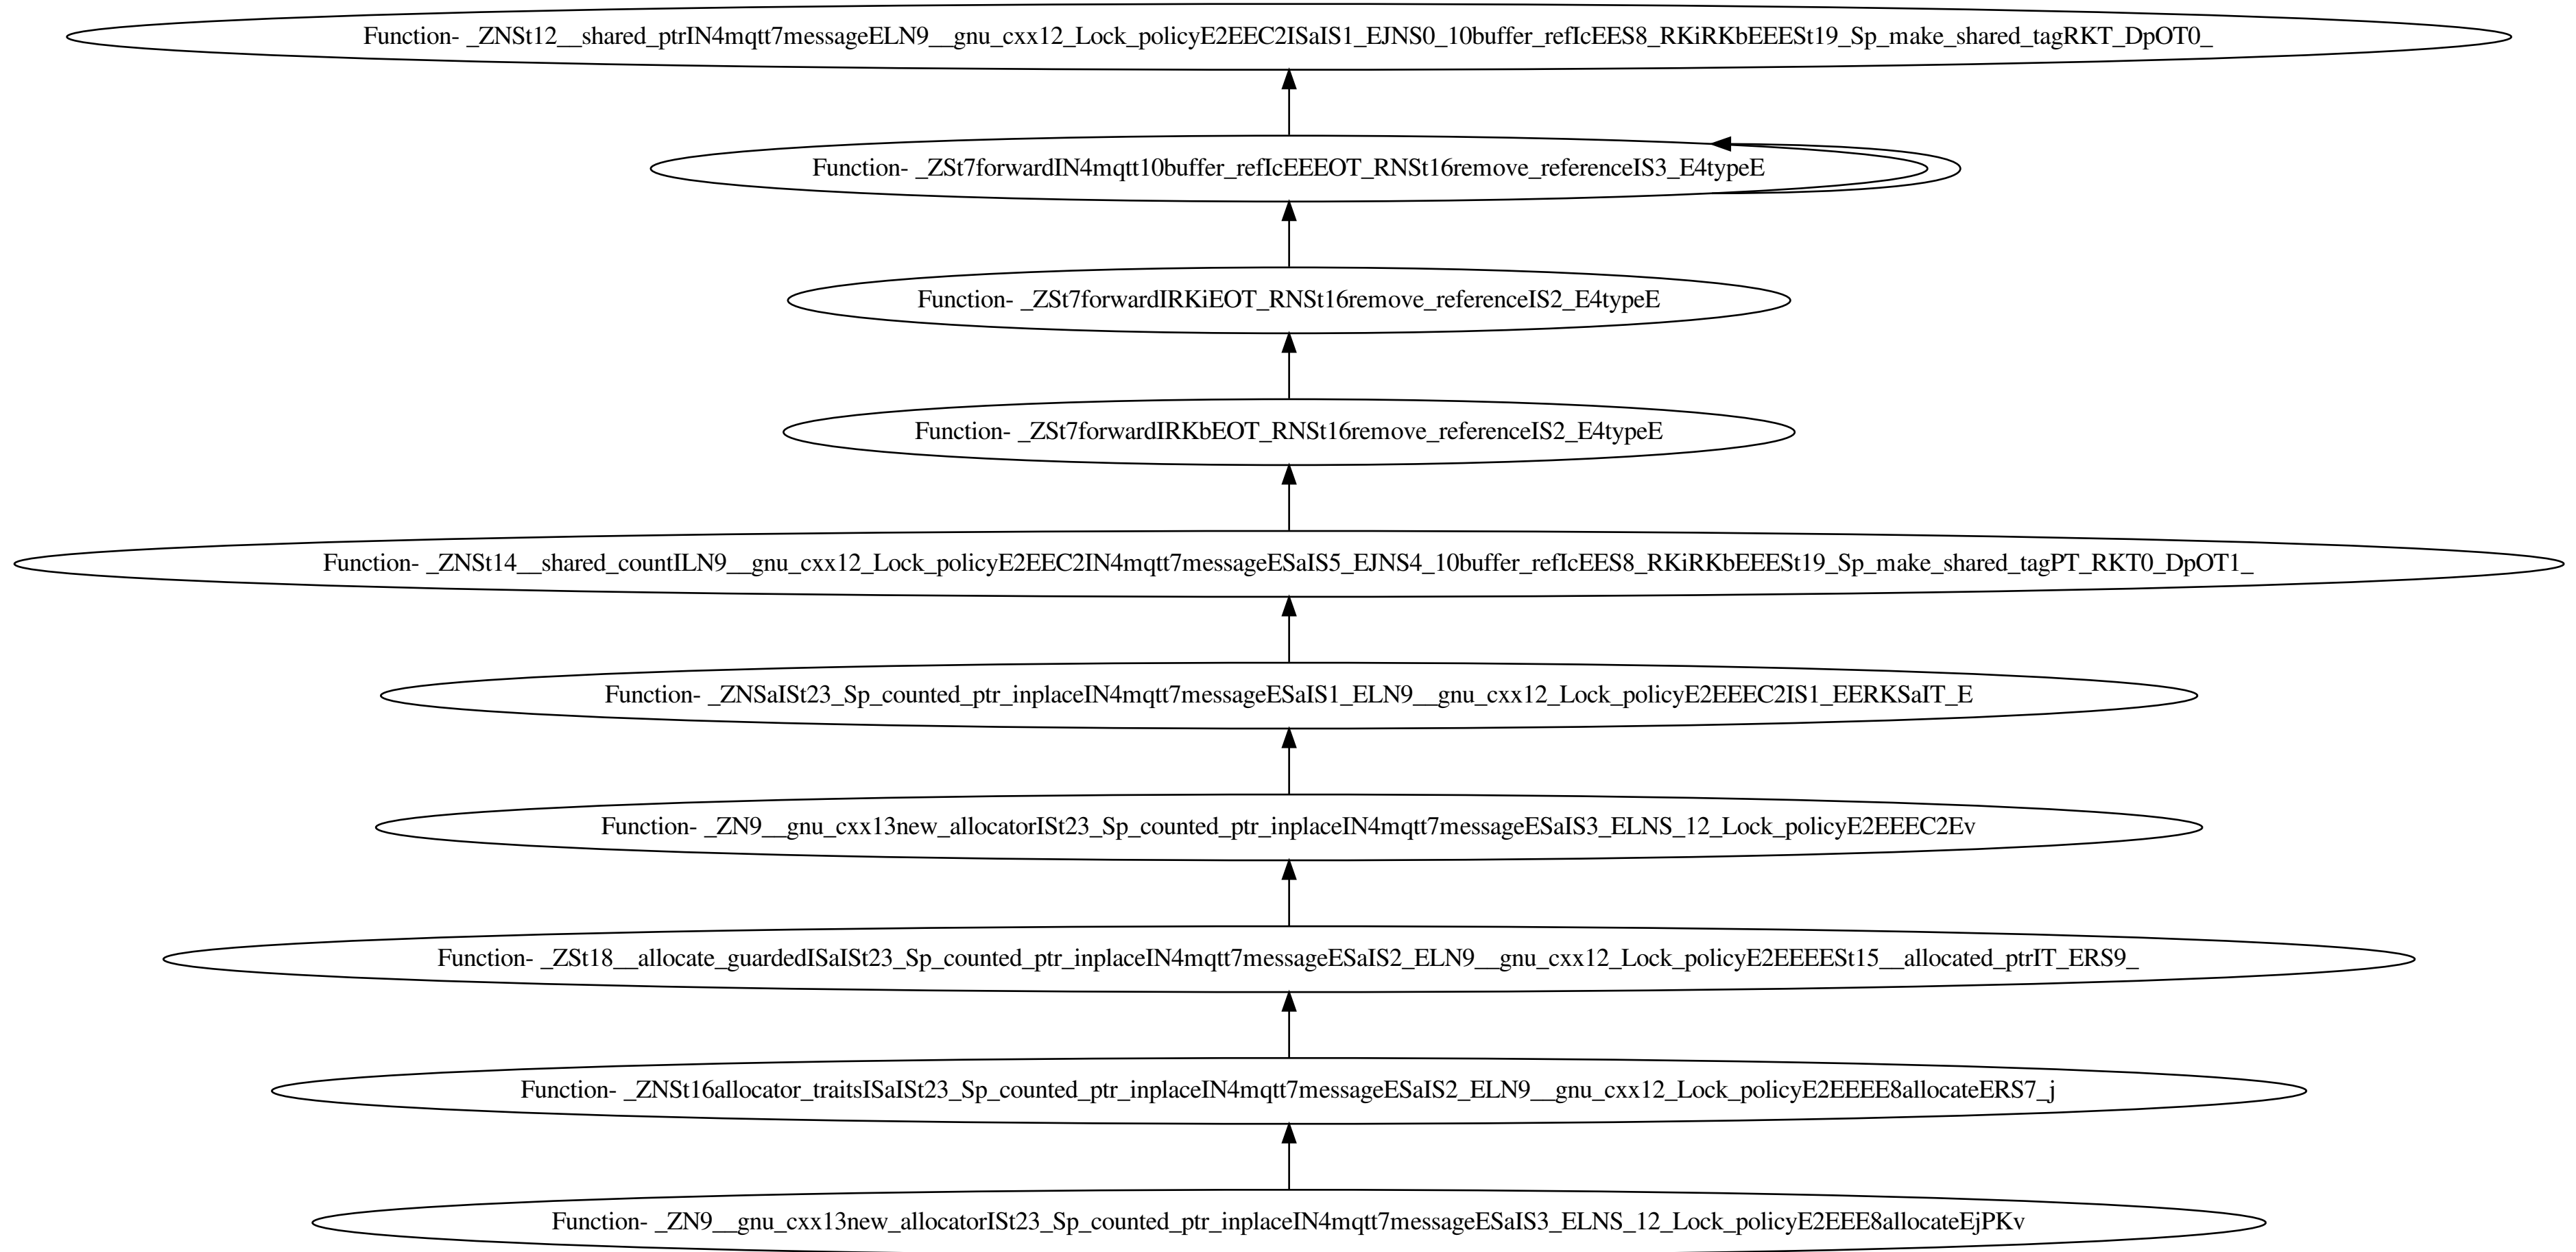 Function- _ZNSt12__shared_ptrIN4mqtt7messageELN9__gnu_cxx12_Lock_policyE2EEC2ISaIS1_EJNS0_10buffer_refIcEES8_RKiRKbEEESt19_Sp_make_shared_tagRKT_DpOT0_
Function- _ZSt7forwardIN4mqtt10buffer_refIcEEEOT_RNSt16remove_referenceIS3_E4typeE
Function- _ZSt7forwardIRKiEOT_RNSt16remove_referenceIS2_E4typeE
Function- _ZSt7forwardIRKbEOT_RNSt16remove_referenceIS2_E4typeE
Function- _ZNSt14__shared_countILN9__gnu_cxx12_Lock_policyE2EEC2IN4mqtt7messageESaIS5_EJNS4_10buffer_refIcEES8_RKiRKbEEESt19_Sp_make_shared_tagPT_RKT0_DpOT1_
Function- _ZNSaISt23_Sp_counted_ptr_inplaceIN4mqtt7messageESaIS1_ELN9__gnu_cxx12_Lock_policyE2EEEC2IS1_EERKSaIT_E
Function- _ZN9__gnu_cxx13new_allocatorISt23_Sp_counted_ptr_inplaceIN4mqtt7messageESaIS3_ELNS_12_Lock_policyE2EEEC2Ev
Function- _ZSt18__allocate_guardedISaISt23_Sp_counted_ptr_inplaceIN4mqtt7messageESaIS2_ELN9__gnu_cxx12_Lock_policyE2EEEESt15__allocated_ptrIT_ERS9_
Function- _ZNSt16allocator_traitsISaISt23_Sp_counted_ptr_inplaceIN4mqtt7messageESaIS2_ELN9__gnu_cxx12_Lock_policyE2EEEE8allocateERS7_j
Function- _ZN9__gnu_cxx13new_allocatorISt23_Sp_counted_ptr_inplaceIN4mqtt7messageESaIS3_ELNS_12_Lock_policyE2EEE8allocateEjPKv